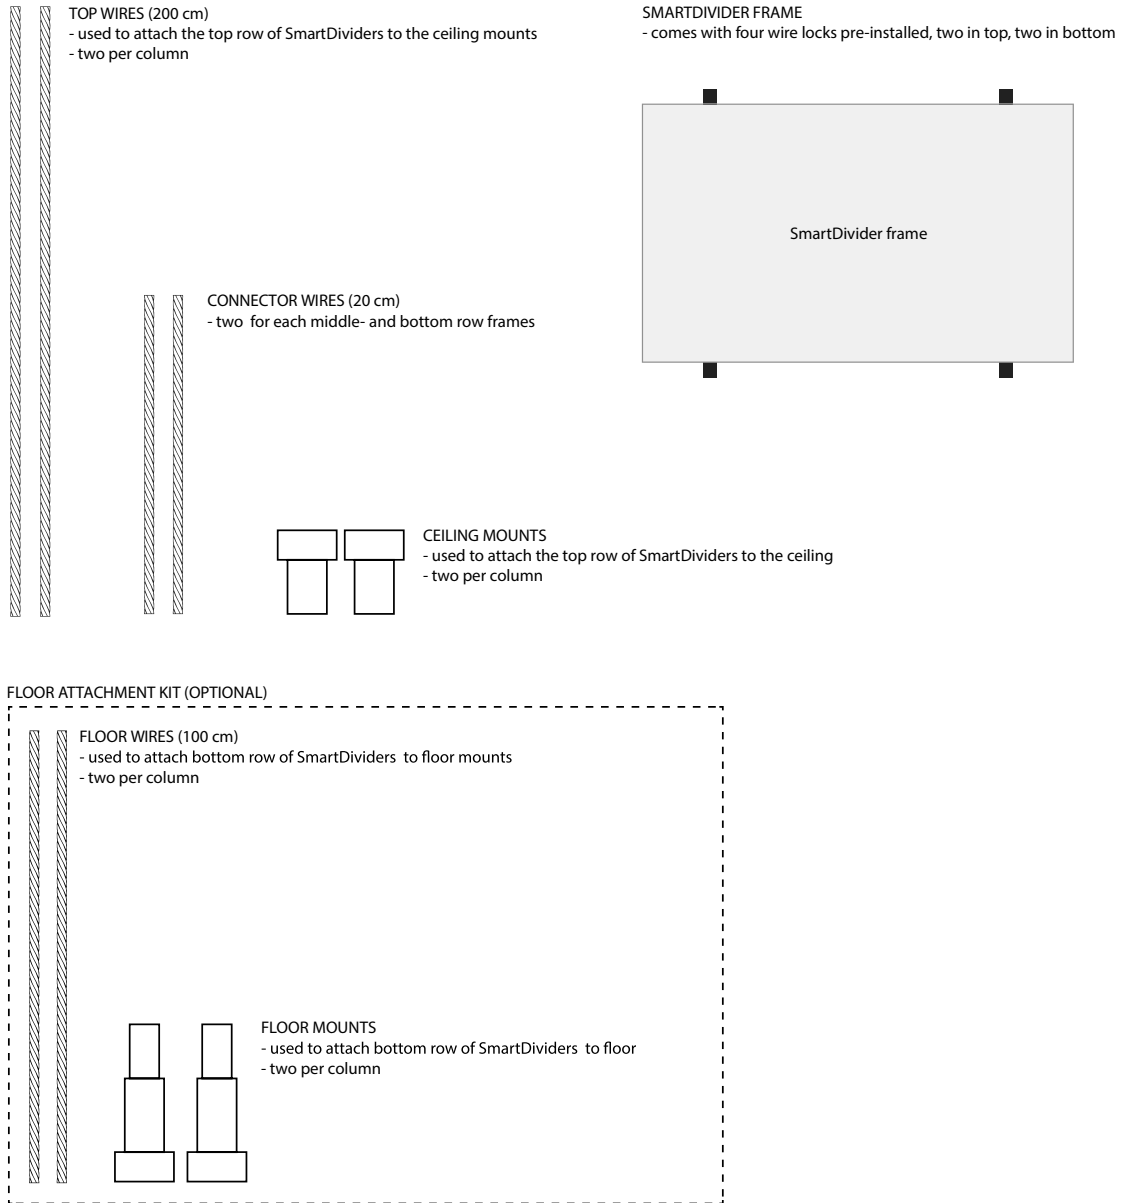 TOP WIRES (200 cm)
- used to attach the top row of SmartDividers to the ceiling mounts
- two per column
SMARTDIVIDER FRAME
- comes with four wire locks pre-installed, two in top, two in bottom
SmartDivider frame
CONNECTOR WIRES (20 cm)
- two  for each middle- and bottom row frames
CEILING MOUNTS
- used to attach the top row of SmartDividers to the ceiling
- two per column
FLOOR ATTACHMENT KIT (OPTIONAL)
FLOOR WIRES (100 cm)
- used to attach bottom row of SmartDividers  to floor mounts
- two per column
FLOOR MOUNTS
- used to attach bottom row of SmartDividers  to floor
- two per column